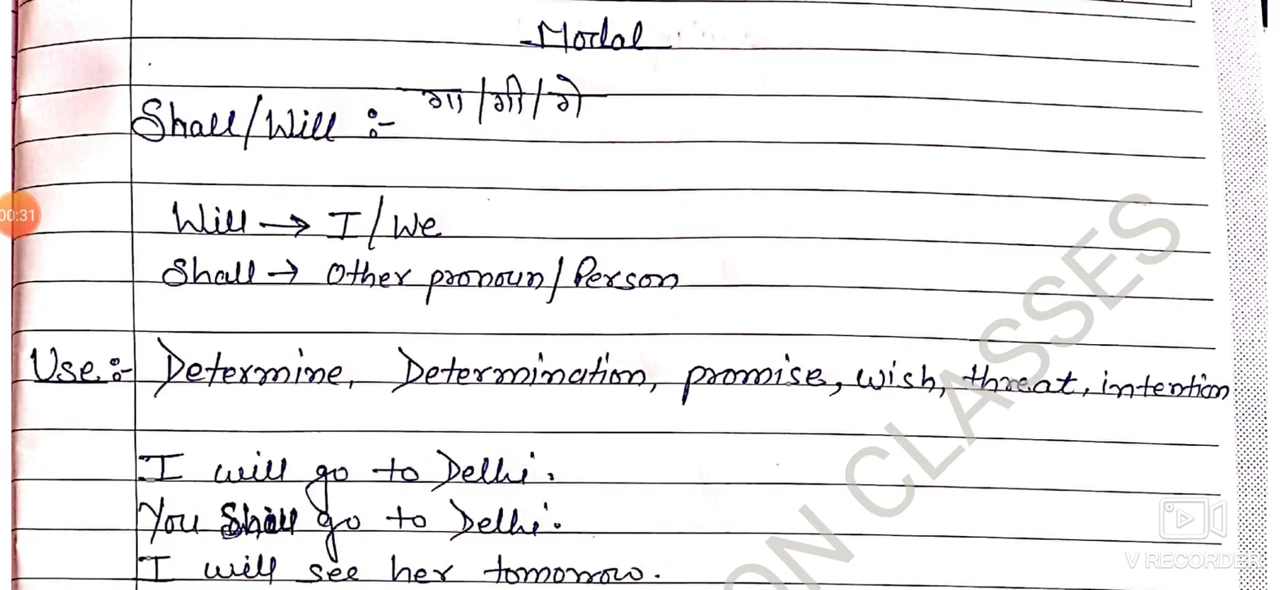 Modal
Shall/Will :- गा/गी/गे
00:31
Will → I/We
Shall → Other pronoun/Person
Use:- Determine, Determination, promise, wish, threat, intention
I will go to Delhi.
You Shall go to Delhi.
I will see her tomorrow.
ON CLASSES
V RECORDER